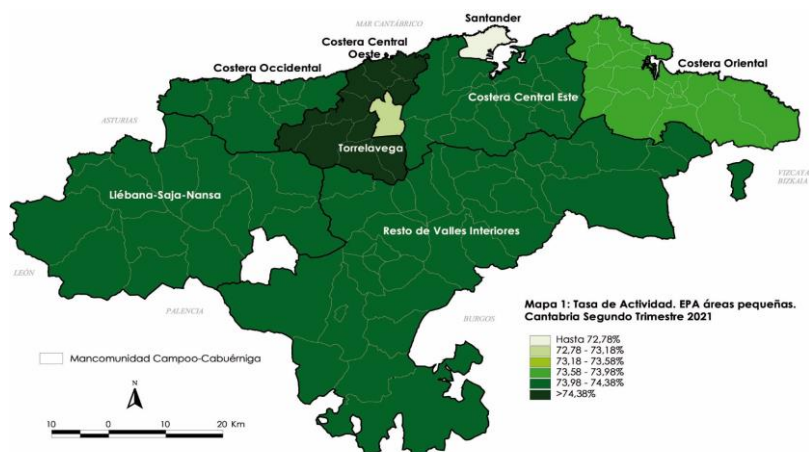 MAR CANTÁBRICO
Santander
Costera Central
Oeste
Costera Occidental
Costera Oriental
Costera Central Este
ASTURIAS
Torrelavega
VIZCAYA
BIZKAIA
Liébana-Saja-Nansa
Resto de Valles Interiores
LEÓN
PALENCIA
BURGOS
Mapa 1: Tasa de Actividad. EPA áreas pequeñas.
Cantabria Segundo Trimestre 2021
Hasta 72,78%
72,78 - 73,18%
73,18 - 73,58%
73,58 - 73,98%
73,98 - 74,38%
>74,38%
Mancomunidad Campoo-Cabuérniga
N
10 0 10 20 Km